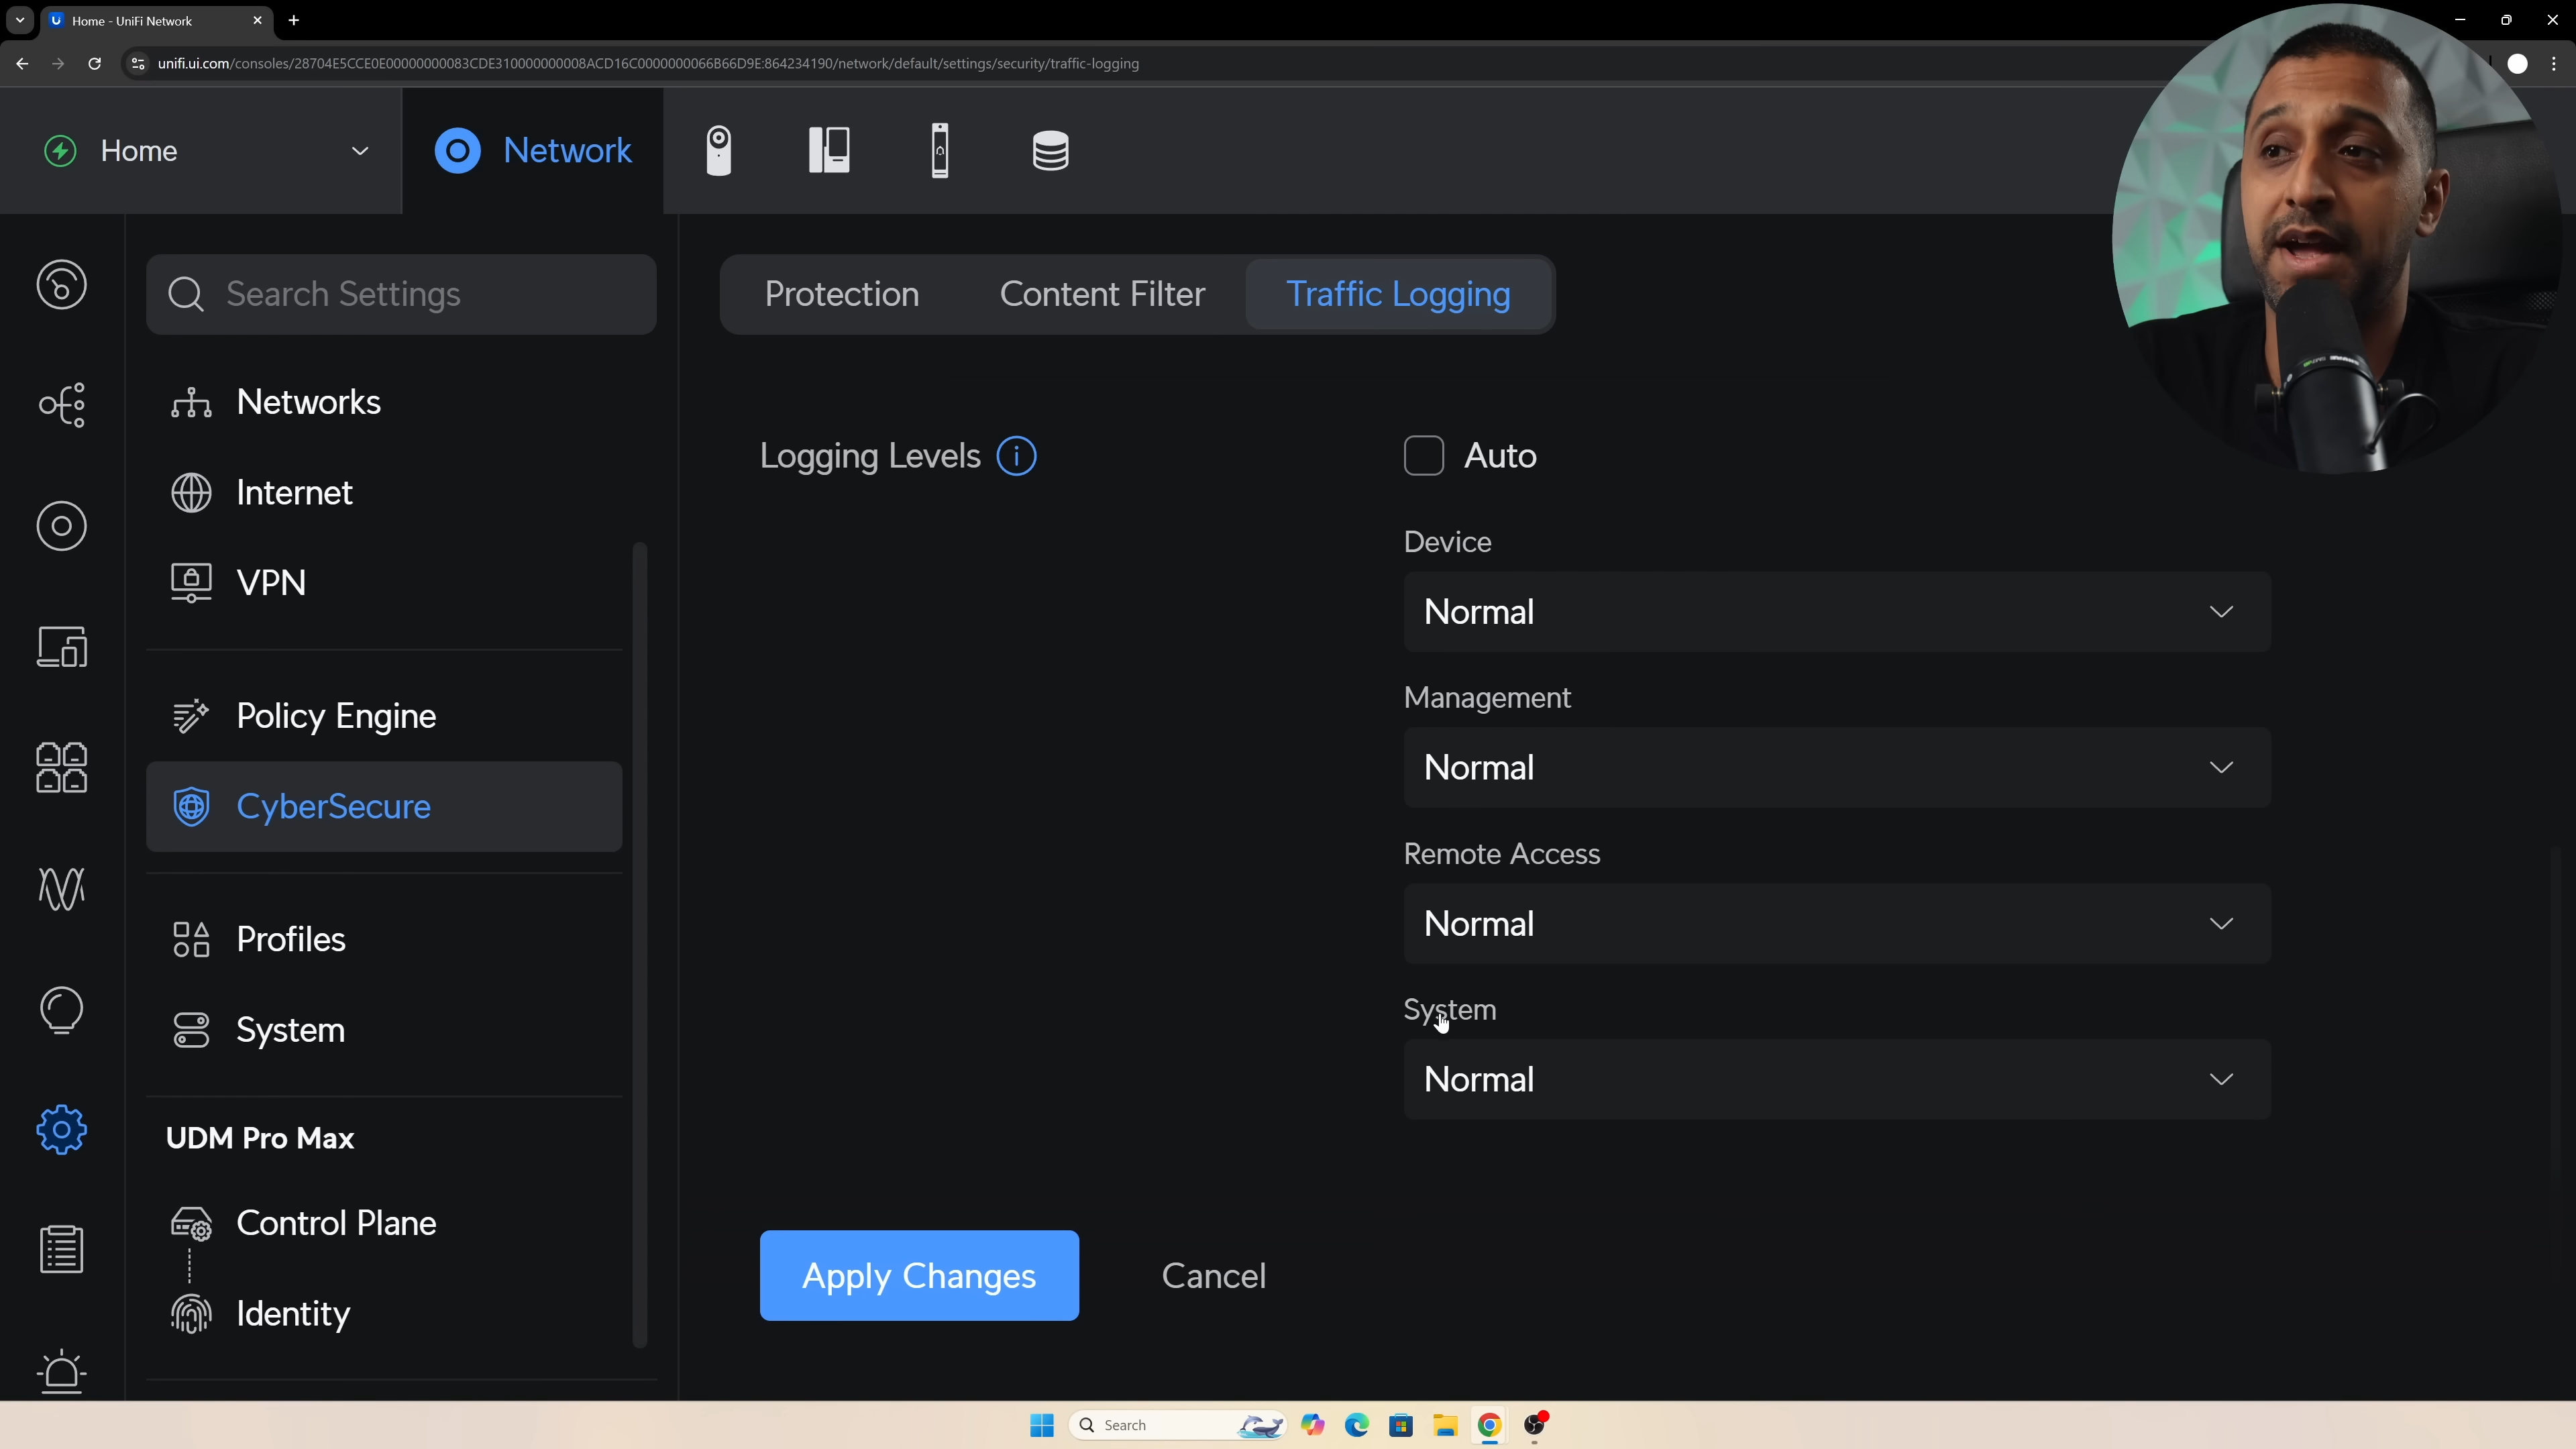 Home - UniFi Network
unifi.ui.com/consoles/28704E5CCE0E00000000083CDE310000000008ACD16C0000000066B66D9E:864234190/network/default/settings/security/traffic-logging
Home
Network
Search Settings
Networks
Internet
VPN
Policy Engine
CyberSecure
Profiles
System
UDM Pro Max
Control Plane
Identity
Protection
Content Filter
Traffic Logging
Logging Levels
Auto
Device
Normal
Management
Normal
Remote Access
Normal
System
Normal
Apply Changes
Cancel
Search